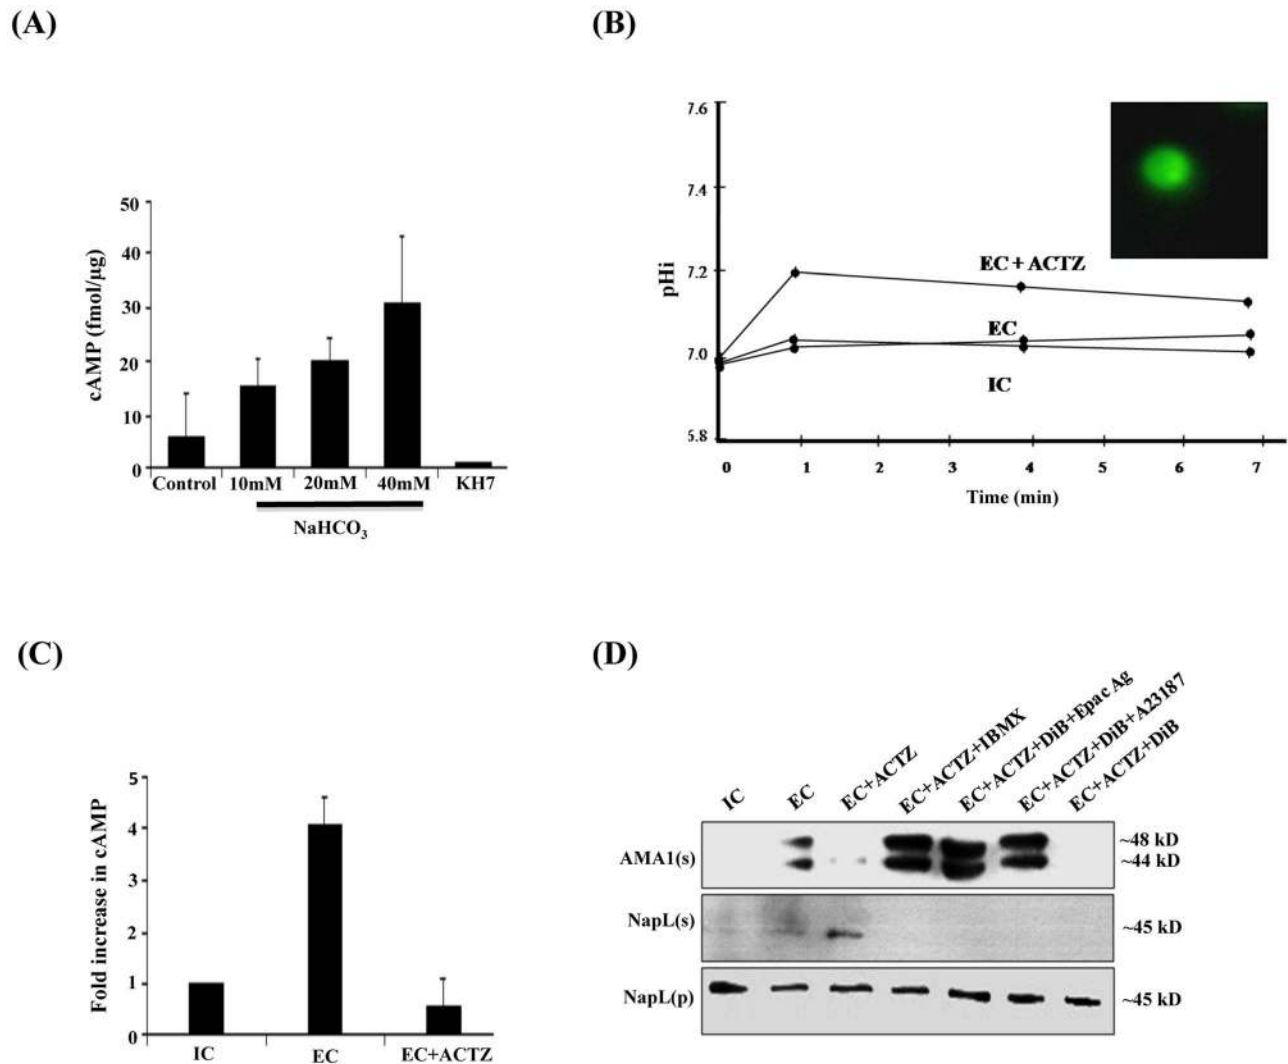 (A)
50
40
30
20
10
0
cAMP (fmol/µg)
Control 10mM 20mM 40mM KH7
NaHCO3
(B)
7.6
7.4
7.2
7.0
5.8
pHi
EC + ACTZ
EC
IC
0 1 2 3 4 5 6 7
Time (min)
(C)
5
4
3
2
1
0
Fold increase in cAMP
IC EC EC+ACTZ
(D)
IC
EC
EC+ACTZ
EC+ACTZ+IBMX
EC+ACTZ+DiB+Epac Ag
EC+ACTZ+DiB+A23187
EC+ACTZ+DiB
AMA1(s)
~48 kD
~44 kD
NapL(s)
~45 kD
NapL(p)
~45 kD